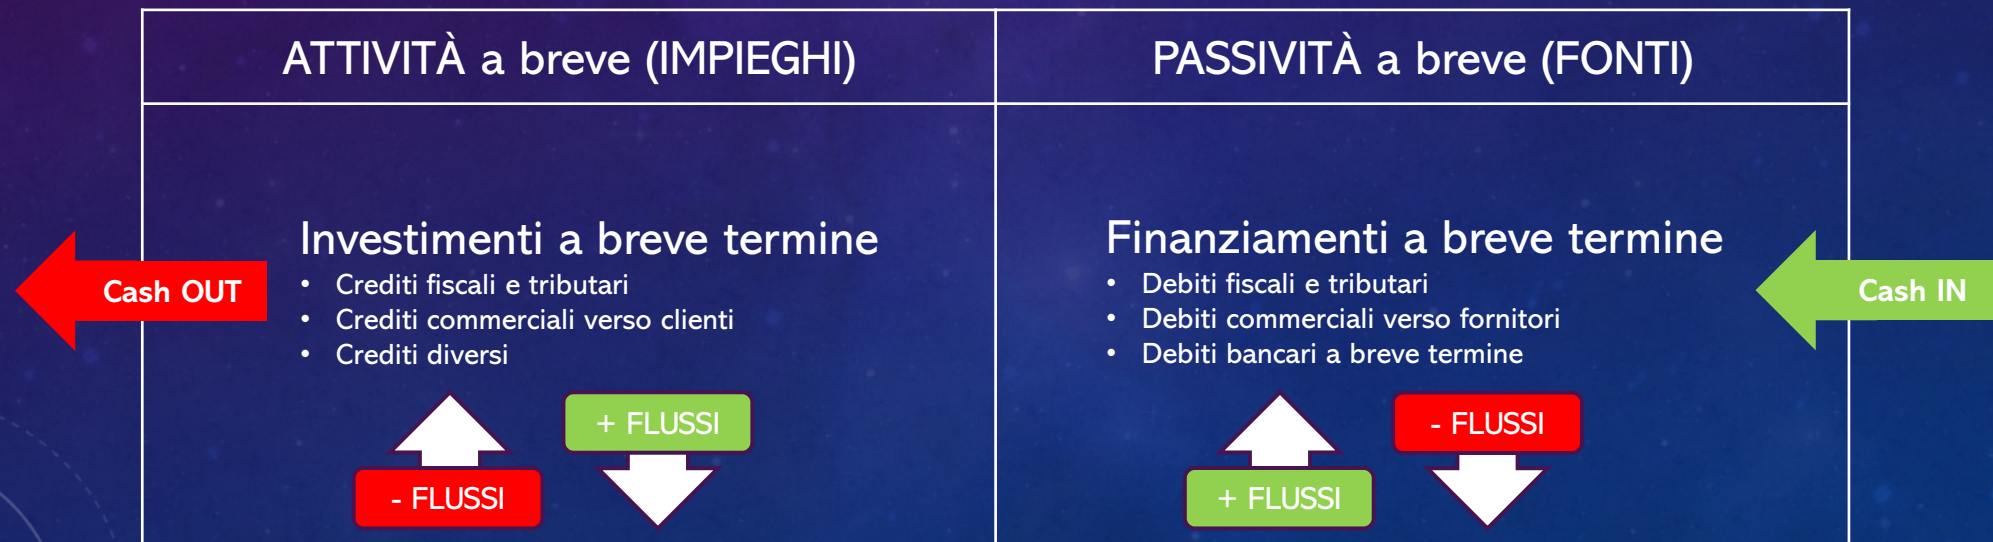 ATTIVITÀ a breve (IMPIEGHI)
PASSIVITÀ a breve (FONTI)
Cash OUT
Investimenti a breve termine
• Crediti fiscali e tributari
• Crediti commerciali verso clienti
• Crediti diversi
+ FLUSSI
- FLUSSI
Finanziamenti a breve termine
• Debiti fiscali e tributari
• Debiti commerciali verso fornitori
• Debiti bancari a breve termine
- FLUSSI
+ FLUSSI
Cash IN